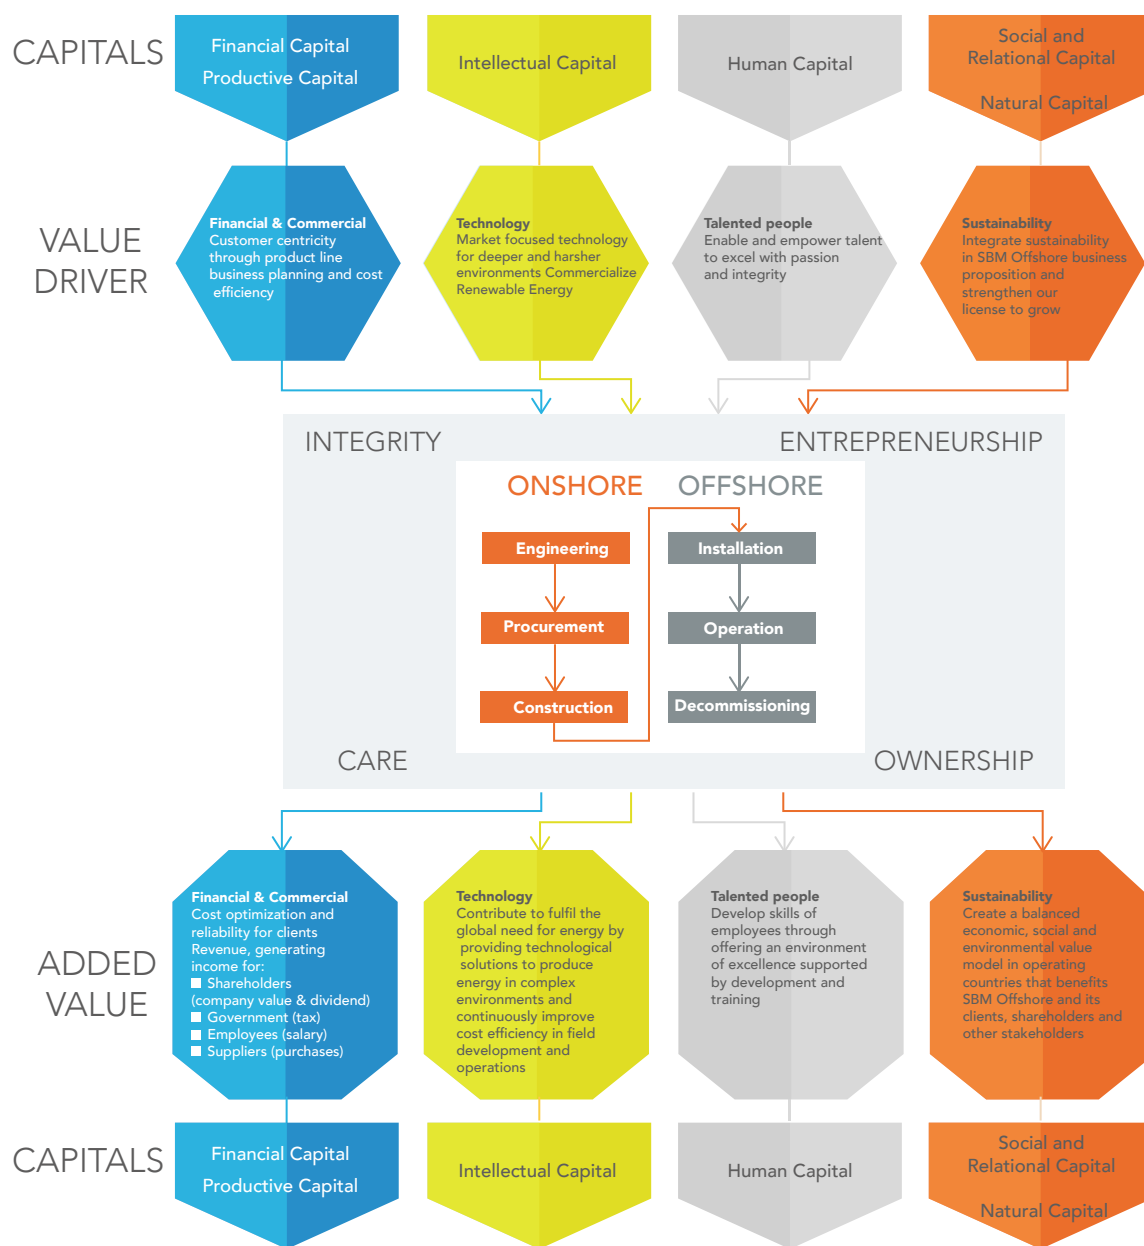 CAPITALS
Financial Capital
Productive Capital
Intellectual Capital
Human Capital
Social and
Relational Capital
Natural Capital
VALUE
DRIVER
Financial & Commercial
Customer centricity
through product line
business planning and cost
efficiency
Technology
Market focused technology
for deeper and harsher
environments Commercialize
Renewable Energy
Talented people
Enable and empower talent
to excel with passion
and integrity
Sustainability
Integrate sustainability
in SBM Offshore business
proposition and
strengthen our
license to grow
INTEGRITY
ENTREPRENEURSHIP
ONSHORE
OFFSHORE
Engineering
Procurement
Construction
Installation
Operation
Decommissioning
CARE
OWNERSHIP
ADDED
VALUE
Financial & Commercial
Cost optimization and
reliability for clients
Revenue, generating
income for:
■ Shareholders
(company value & dividend)
■ Government (tax)
■ Employees (salary)
■ Suppliers (purchases)
Technology
Contribute to fulfil the
global need for energy by
providing technological
solutions to produce
energy in complex
environments and
continuously improve
cost efficiency in field
development and
operations
Talented people
Develop skills of
employees through
offering an environment
of excellence supported
by development and
training
Sustainability
Create a balanced
economic, social and
environmental value
model in operating
countries that benefits
SBM Offshore and its
clients, shareholders and
other stakeholders
CAPITALS
Financial Capital
Productive Capital
Intellectual Capital
Human Capital
Social and
Relational Capital
Natural Capital